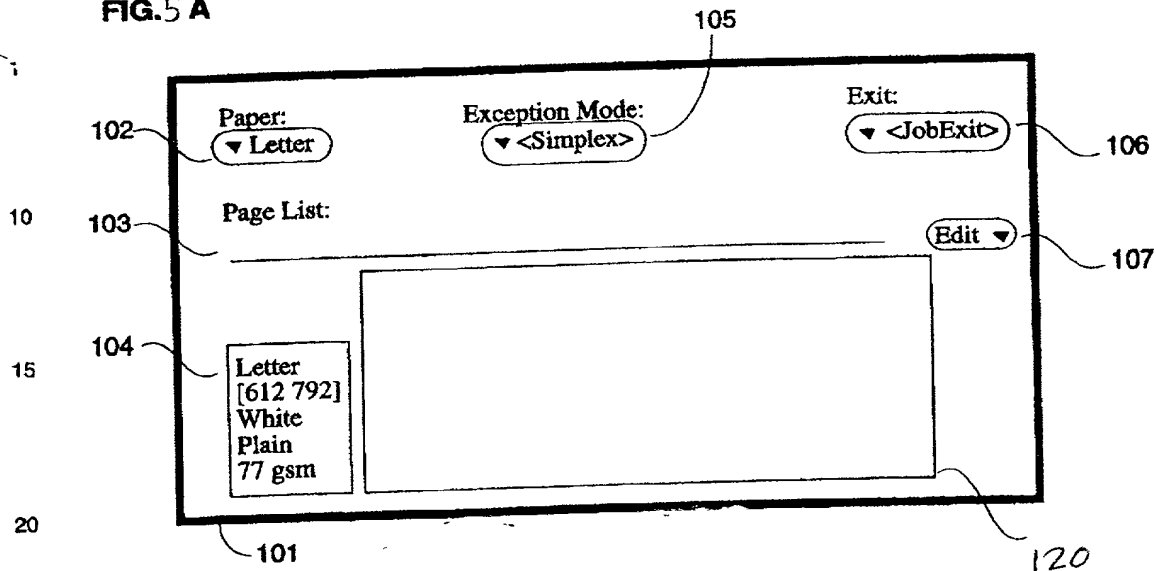 FIG.5 A
105
Paper:
Exception Mode:
Exit:
102
▼ Letter
▼ <Simplex>
▼ <JobExit>
106
10
103
Page List:
Edit ▼
107
15
104
Letter
[612 792]
White
Plain
77 gsm
20
101
120